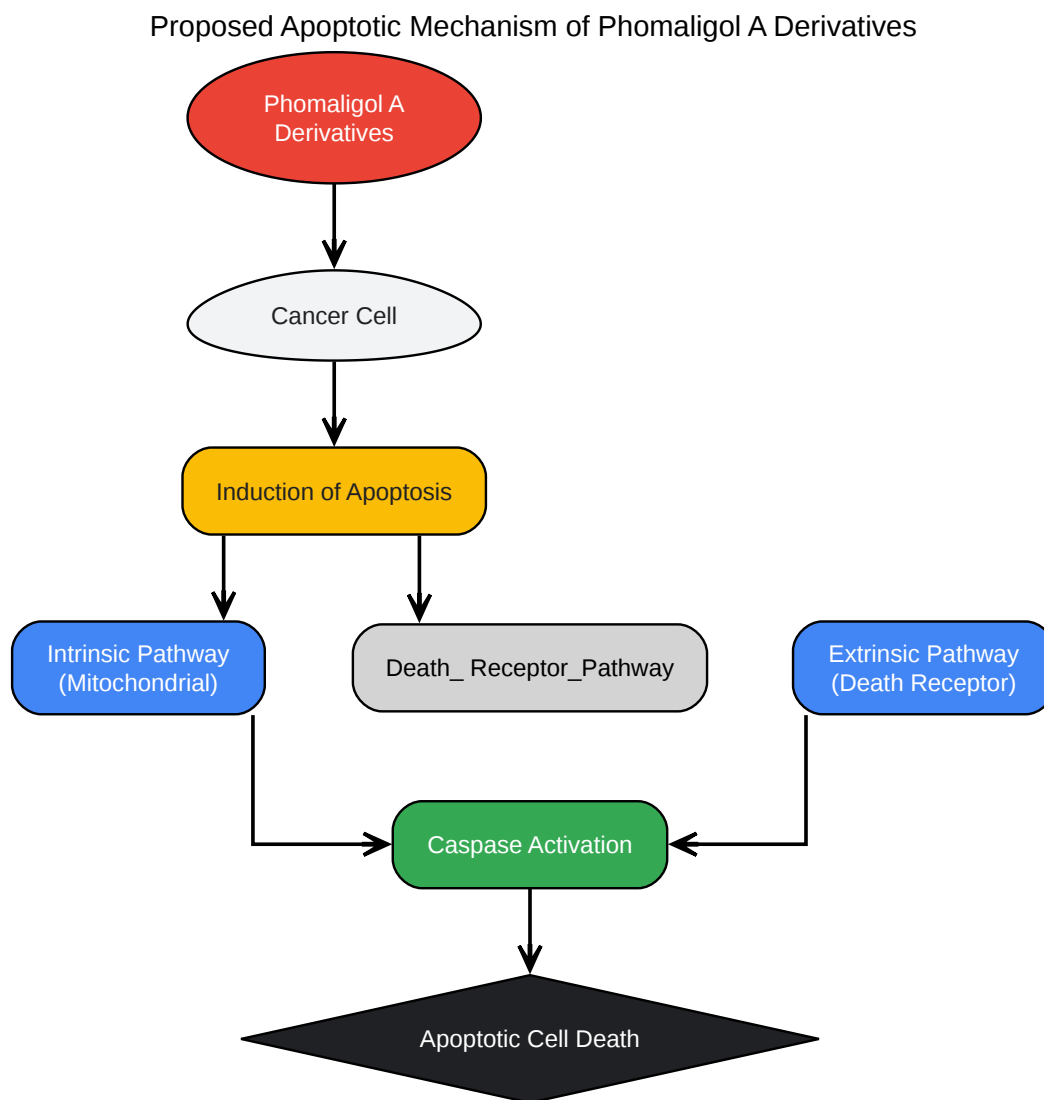 Proposed Apoptotic Mechanism of Phomaligol A Derivatives
Phomaligol A
Derivatives
Cancer Cell
Induction of Apoptosis
Intrinsic Pathway
(Mitochondrial)
Death_ Receptor_Pathway
Extrinsic Pathway
(Death Receptor)
Caspase Activation
Apoptotic Cell Death